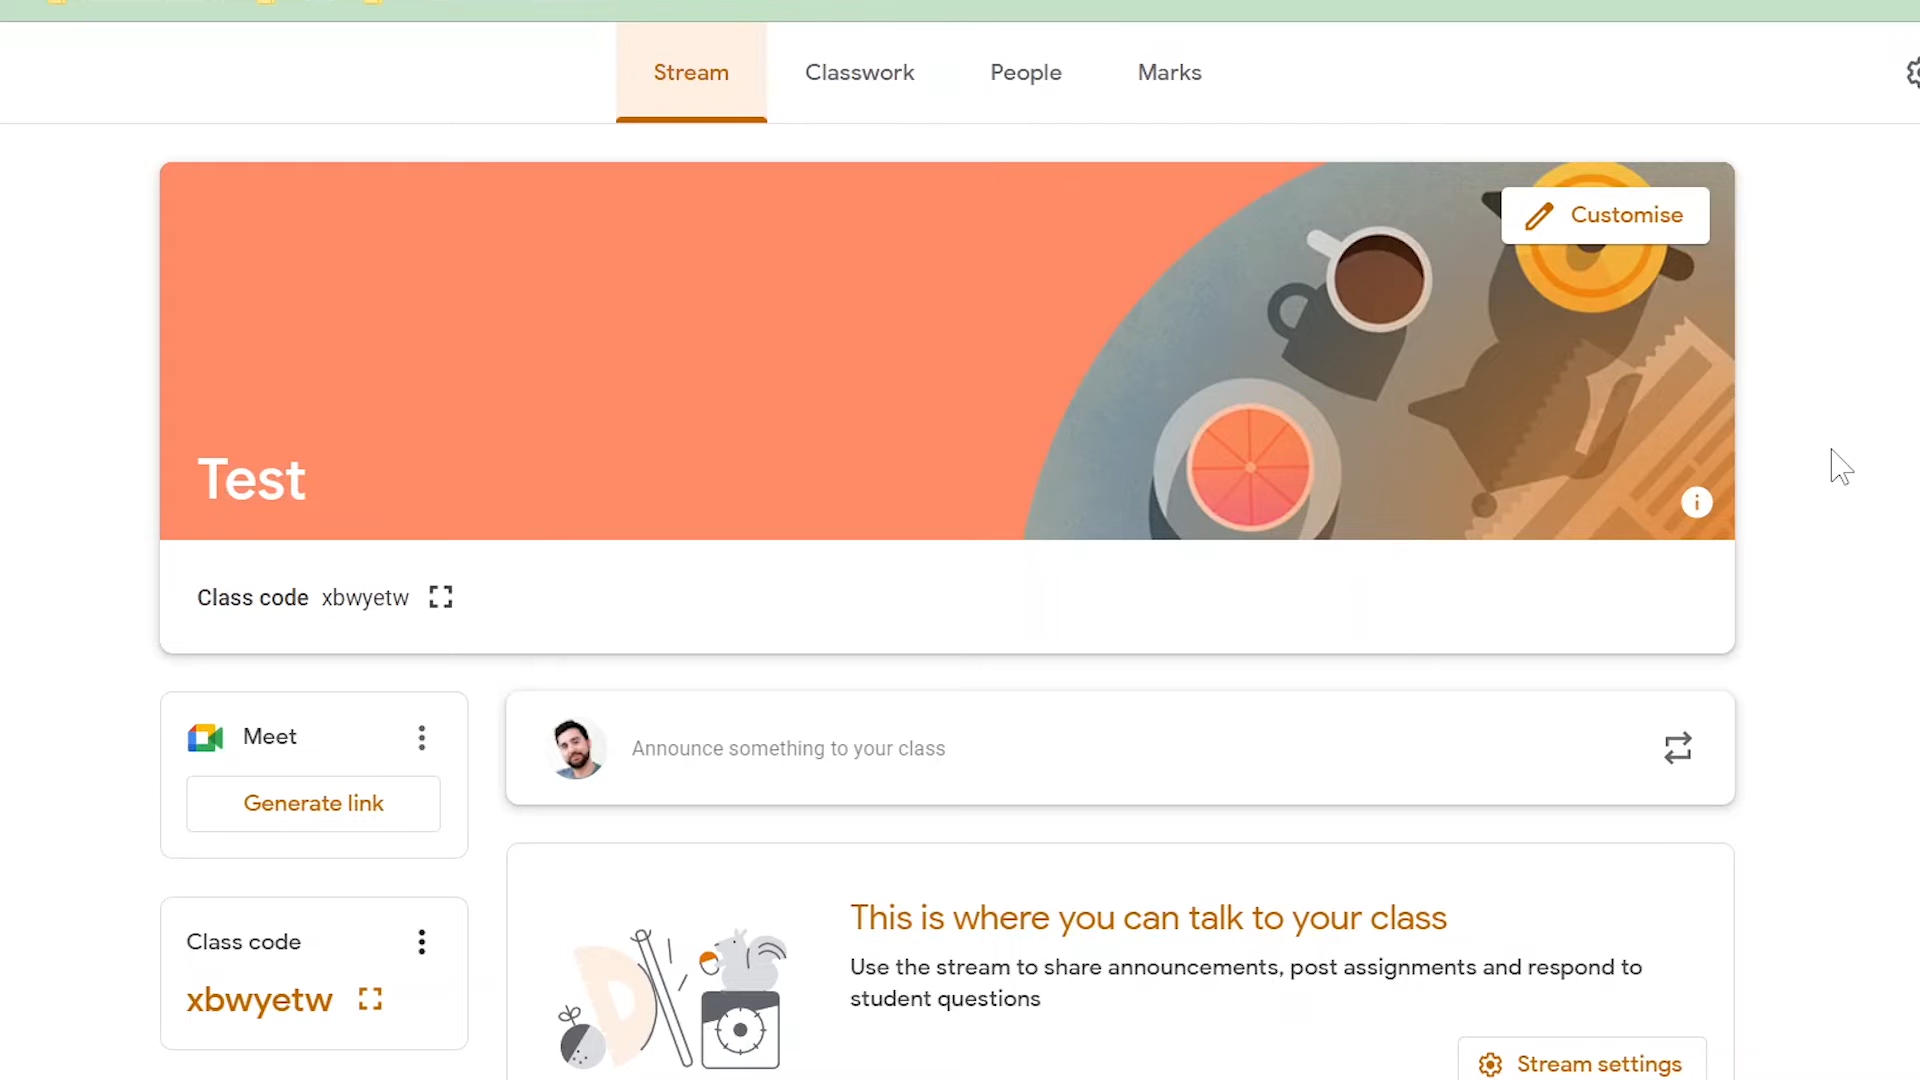 Stream
Classwork
People
Marks
Customise
Test
Class code xbwyetw
Meet
Generate link
Announce something to your class
Class code
xbwyetw
This is where you can talk to your class
Use the stream to share announcements, post assignments and respond to
student questions
Stream settings